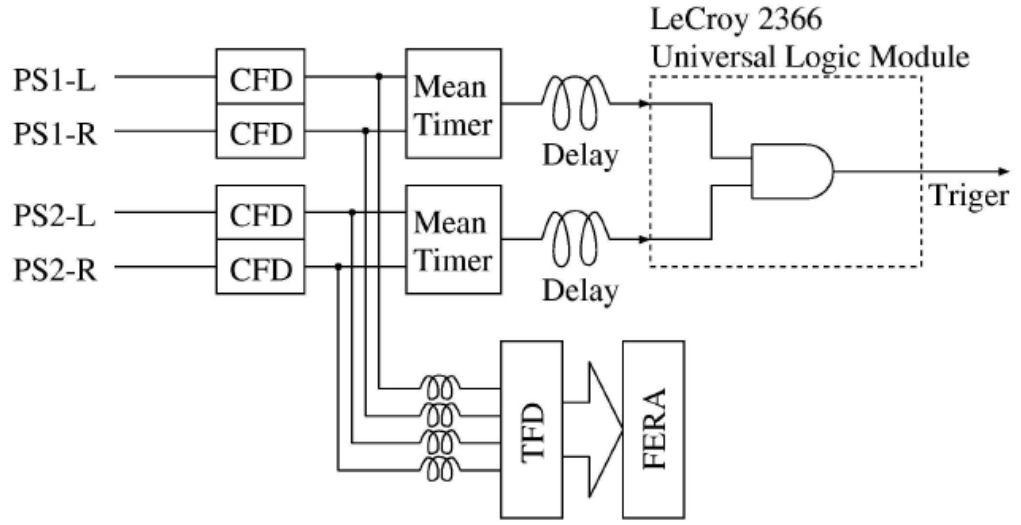 LeCroy 2366
Universal Logic Module
PS1-L
CFD
Mean
Timer
PS1-R
CFD
Delay
Triger
PS2-L
CFD
Mean
Timer
PS2-R
CFD
Delay
TFD
FERA